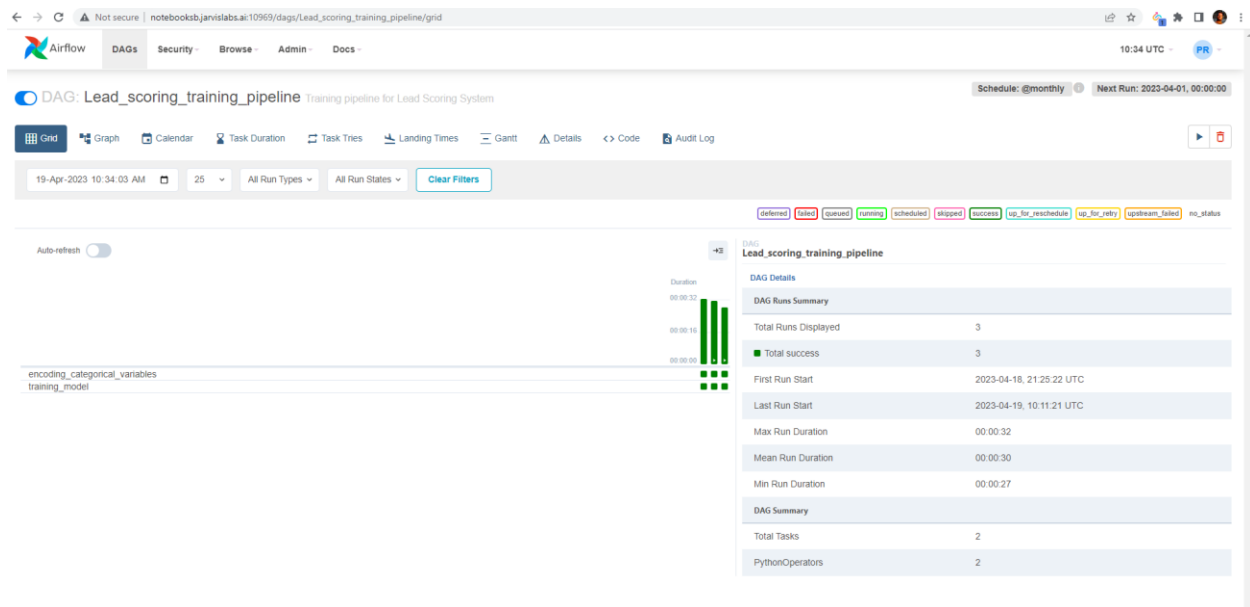 Not secure | notebooksb.jarvislabs.ai:10969/dags/Lead_scoring_training_pipeline/grid
Airflow DAGs Security Browse Admin Docs 10:34 UTC PR
DAG: Lead_scoring_training_pipeline Training pipeline for Lead Scoring System Schedule: @monthly i Next Run: 2023-04-01, 00:00:00
Grid Graph Calendar Task Duration Task Tries Landing Times Gantt Details <> Code Audit Log
19-Apr-2023 10:34:03 AM 25 All Run Types All Run States Clear Filters
deferred failed queued running scheduled skipped success up_for_reschedule up_for_retry upstream_failed no_status
Auto-refresh
DAG
Lead_scoring_training_pipeline
DAG Details
Duration
00:00:32
00:00:16
00:00:00
encoding_categorical_variables
training_model
DAG Runs Summary
Total Runs Displayed 3
Total success 3
First Run Start 2023-04-18, 21:25:22 UTC
Last Run Start 2023-04-19, 10:11:21 UTC
Max Run Duration 00:00:32
Mean Run Duration 00:00:30
Min Run Duration 00:00:27
DAG Summary
Total Tasks 2
PythonOperators 2